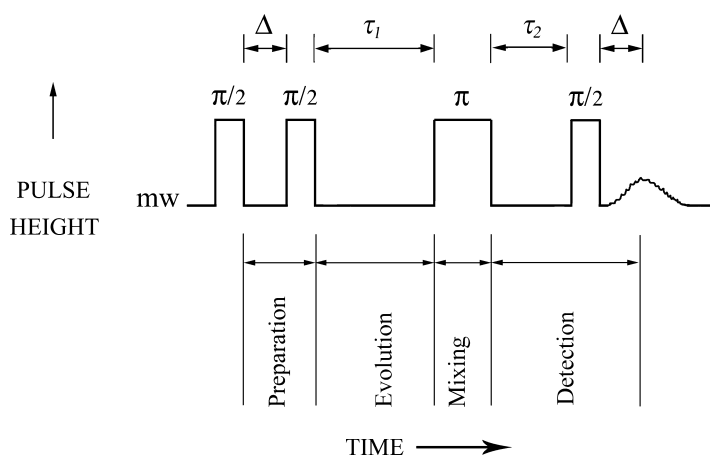 Δ τ1 τ2 Δ
π/2 π/2 π π/2
PULSE
HEIGHT
mw
Preparation
Evolution
Mixing
Detection
TIME